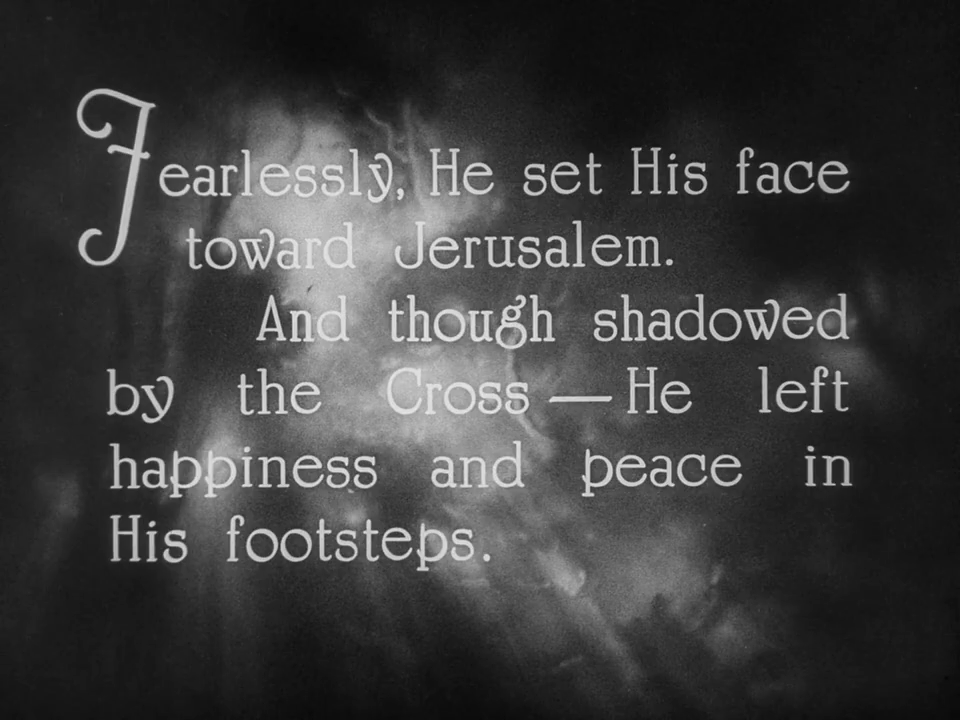 Fearlessly, He set His face
toward Jerusalem.
And though shadowed
by the Cross — He left
happiness and peace in
His footsteps.